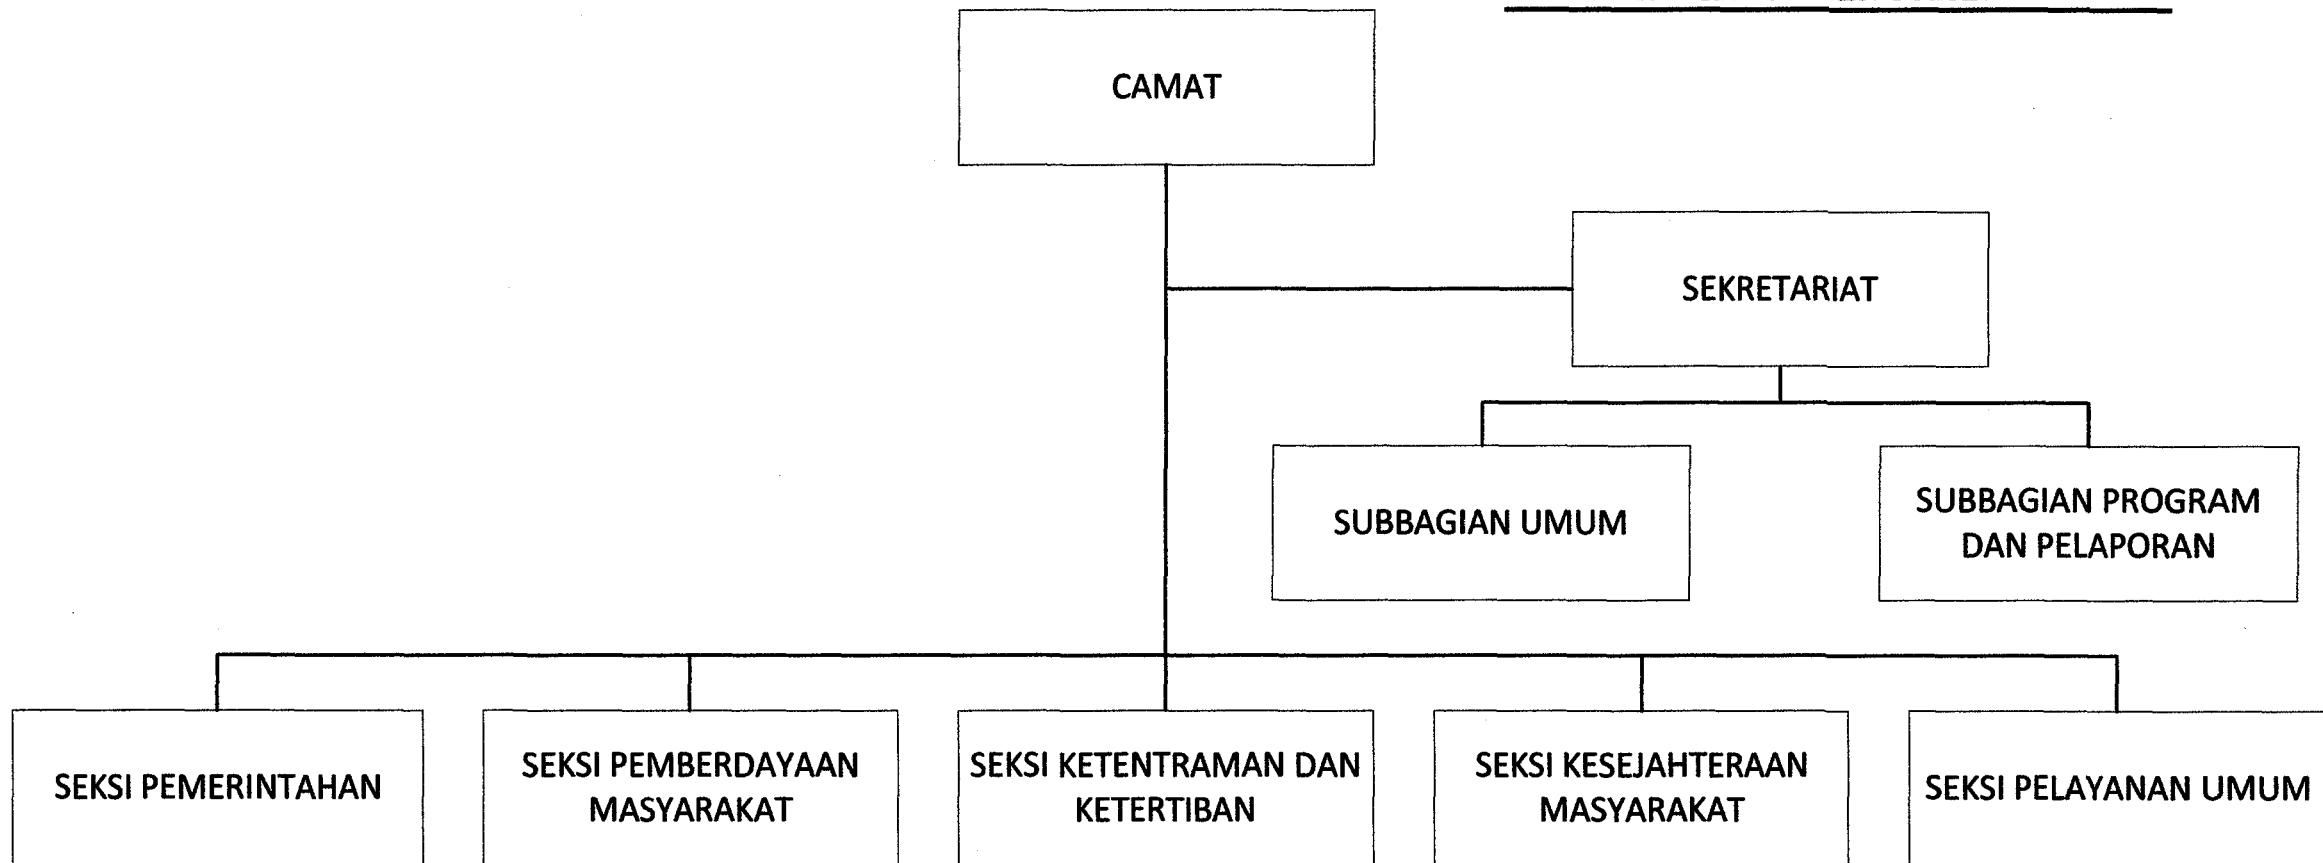 CAMAT
SEKRETARIAT
SUBBAGIAN UMUM
SUBBAGIAN PROGRAM
DAN PELAPORAN
SEKSI PEMERINTAHAN
SEKSI PEMBERDAYAAN
MASYARAKAT
SEKSI KETENTRAMAN DAN
KETERTIBAN
SEKSI KESEJAHTERAAN
MASYARAKAT
SEKSI PELAYANAN UMUM